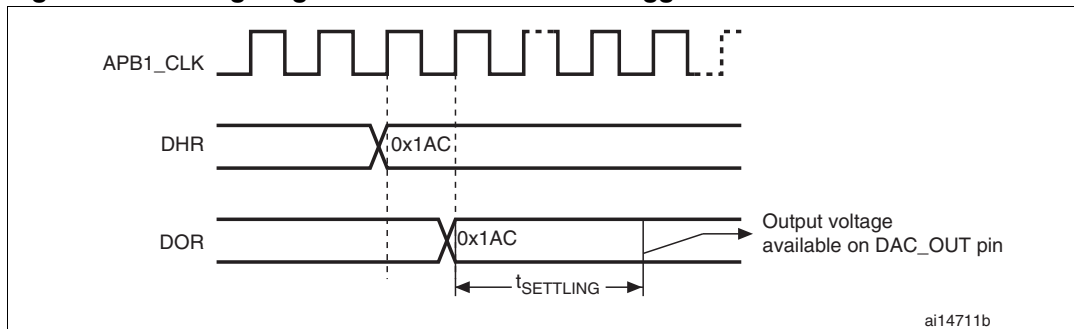 APB1_CLK
DHR
0x1AC
DOR
0x1AC
Output voltage
available on DAC_OUT pin
tSETTLING
ai14711b